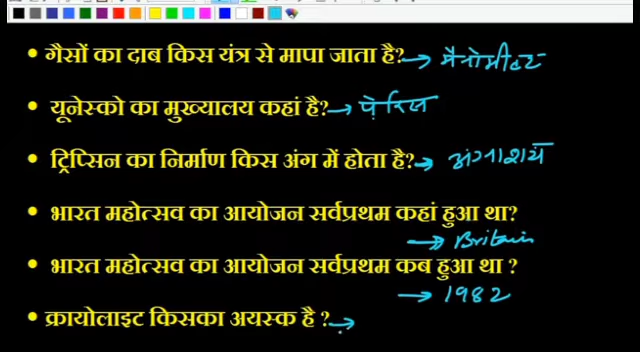 • गैसों का दाब किस यंत्र से मापा जाता है? → मैनोमीटर
• यूनेस्को का मुख्यालय कहां है? → पेरिस
• ट्रिप्सिन का निर्माण किस अंग में होता है? → अग्नाशय
• भारत महोत्सव का आयोजन सर्वप्रथम कहां हुआ था?
→ Britain
• भारत महोत्सव का आयोजन सर्वप्रथम कब हुआ था ?
→ 1982
• क्रायोलाइट किसका अयस्क है ? →